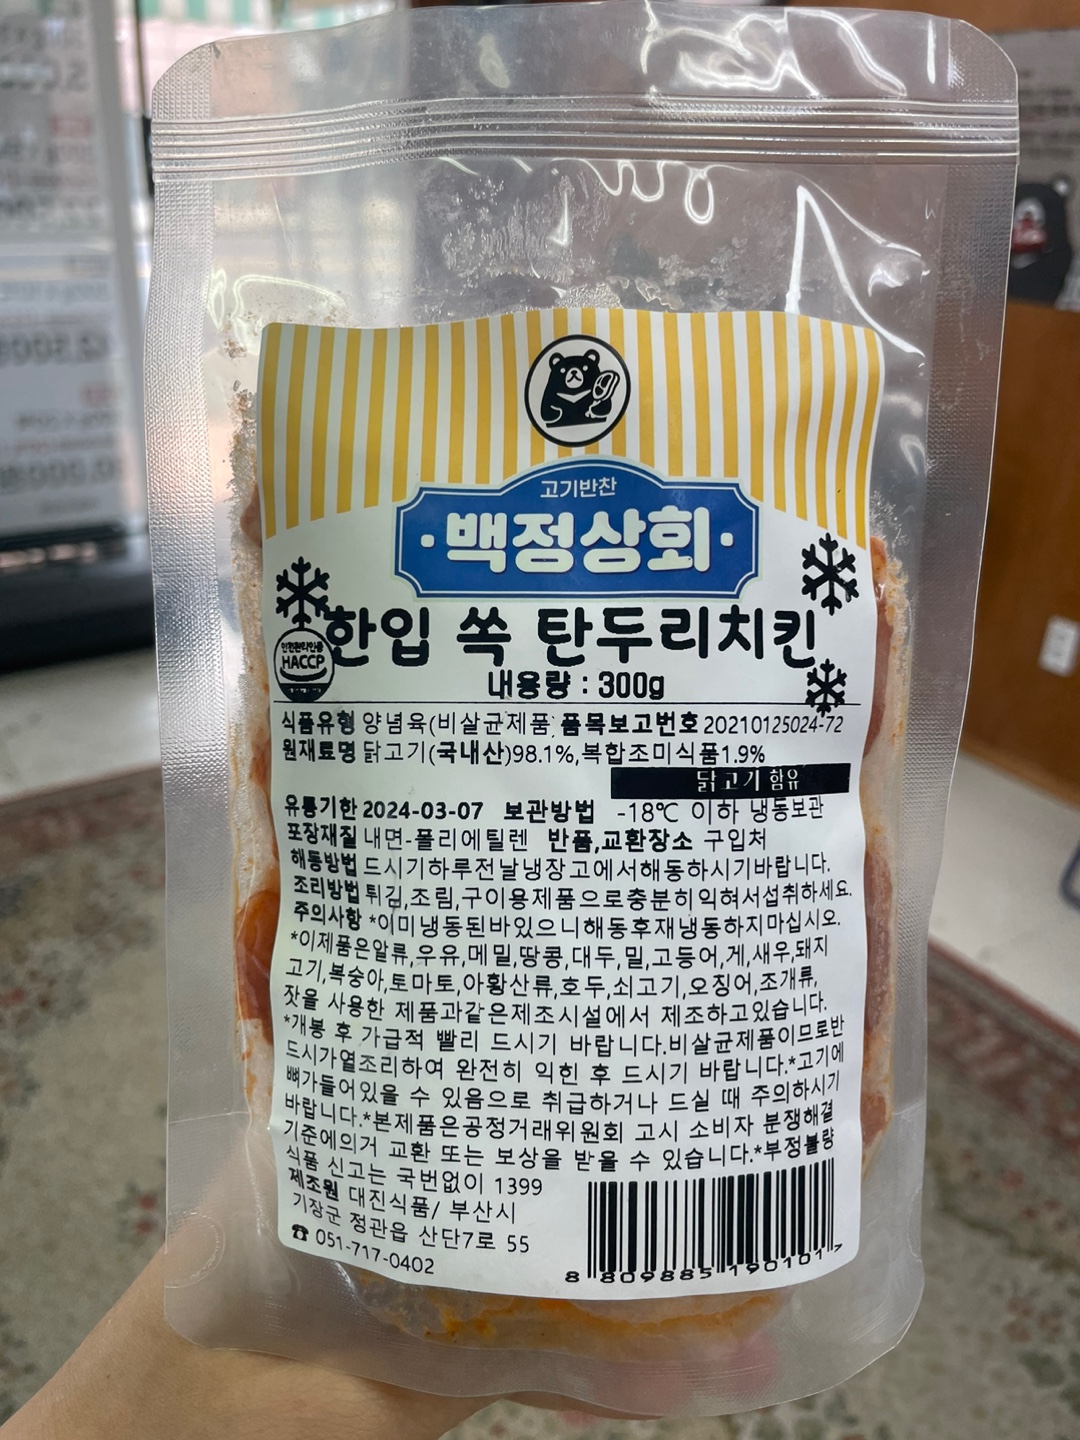 고기반찬
·백정상회·
한입 쏙 탄두리치킨
HACCP
내용량 : 300g
식품유형 양념육(비살균제품) 품목보고번호 20210125024-72
원재료명 닭고기(국내산)98.1%,복합조미식품1.9%
닭고기 함유
유통기한 2024-03-07 보관방법 -18℃ 이하 냉동보관
포장재질 내면-폴리에틸렌 반품,교환장소 구입처
해동방법 드시기하루전날냉장고에서해동하시기바랍니다.
조리방법 튀김,조림,구이용제품으로충분히익혀서섭취하세요.
주의사항 *이미냉동된바있으니해동후재냉동하지마십시오.
*이제품은알류,우유,메밀,땅콩,대두,밀,고등어,게,새우,돼지
고기,복숭아,토마토,아황산류,호두,쇠고기,오징어,조개류,
잣을 사용한 제품과같은제조시설에서 제조하고있습니다.
*개봉 후 가급적 빨리 드시기 바랍니다.비살균제품이므로반
드시가열조리하여 완전히 익힌 후 드시기 바랍니다.*고기에
뼈가들어있을 수 있음으로 취급하거나 드실 때 주의하시기
바랍니다.*본제품은공정거래위원회 고시 소비자 분쟁해결
기준에의거 교환 또는 보상을 받을 수 있습니다.*부정불량
식품 신고는 국번없이 1399
제조원 대진식품/ 부산시
기장군 정관읍 산단7로 55
☎ 051-717-0402
8 809885 190101